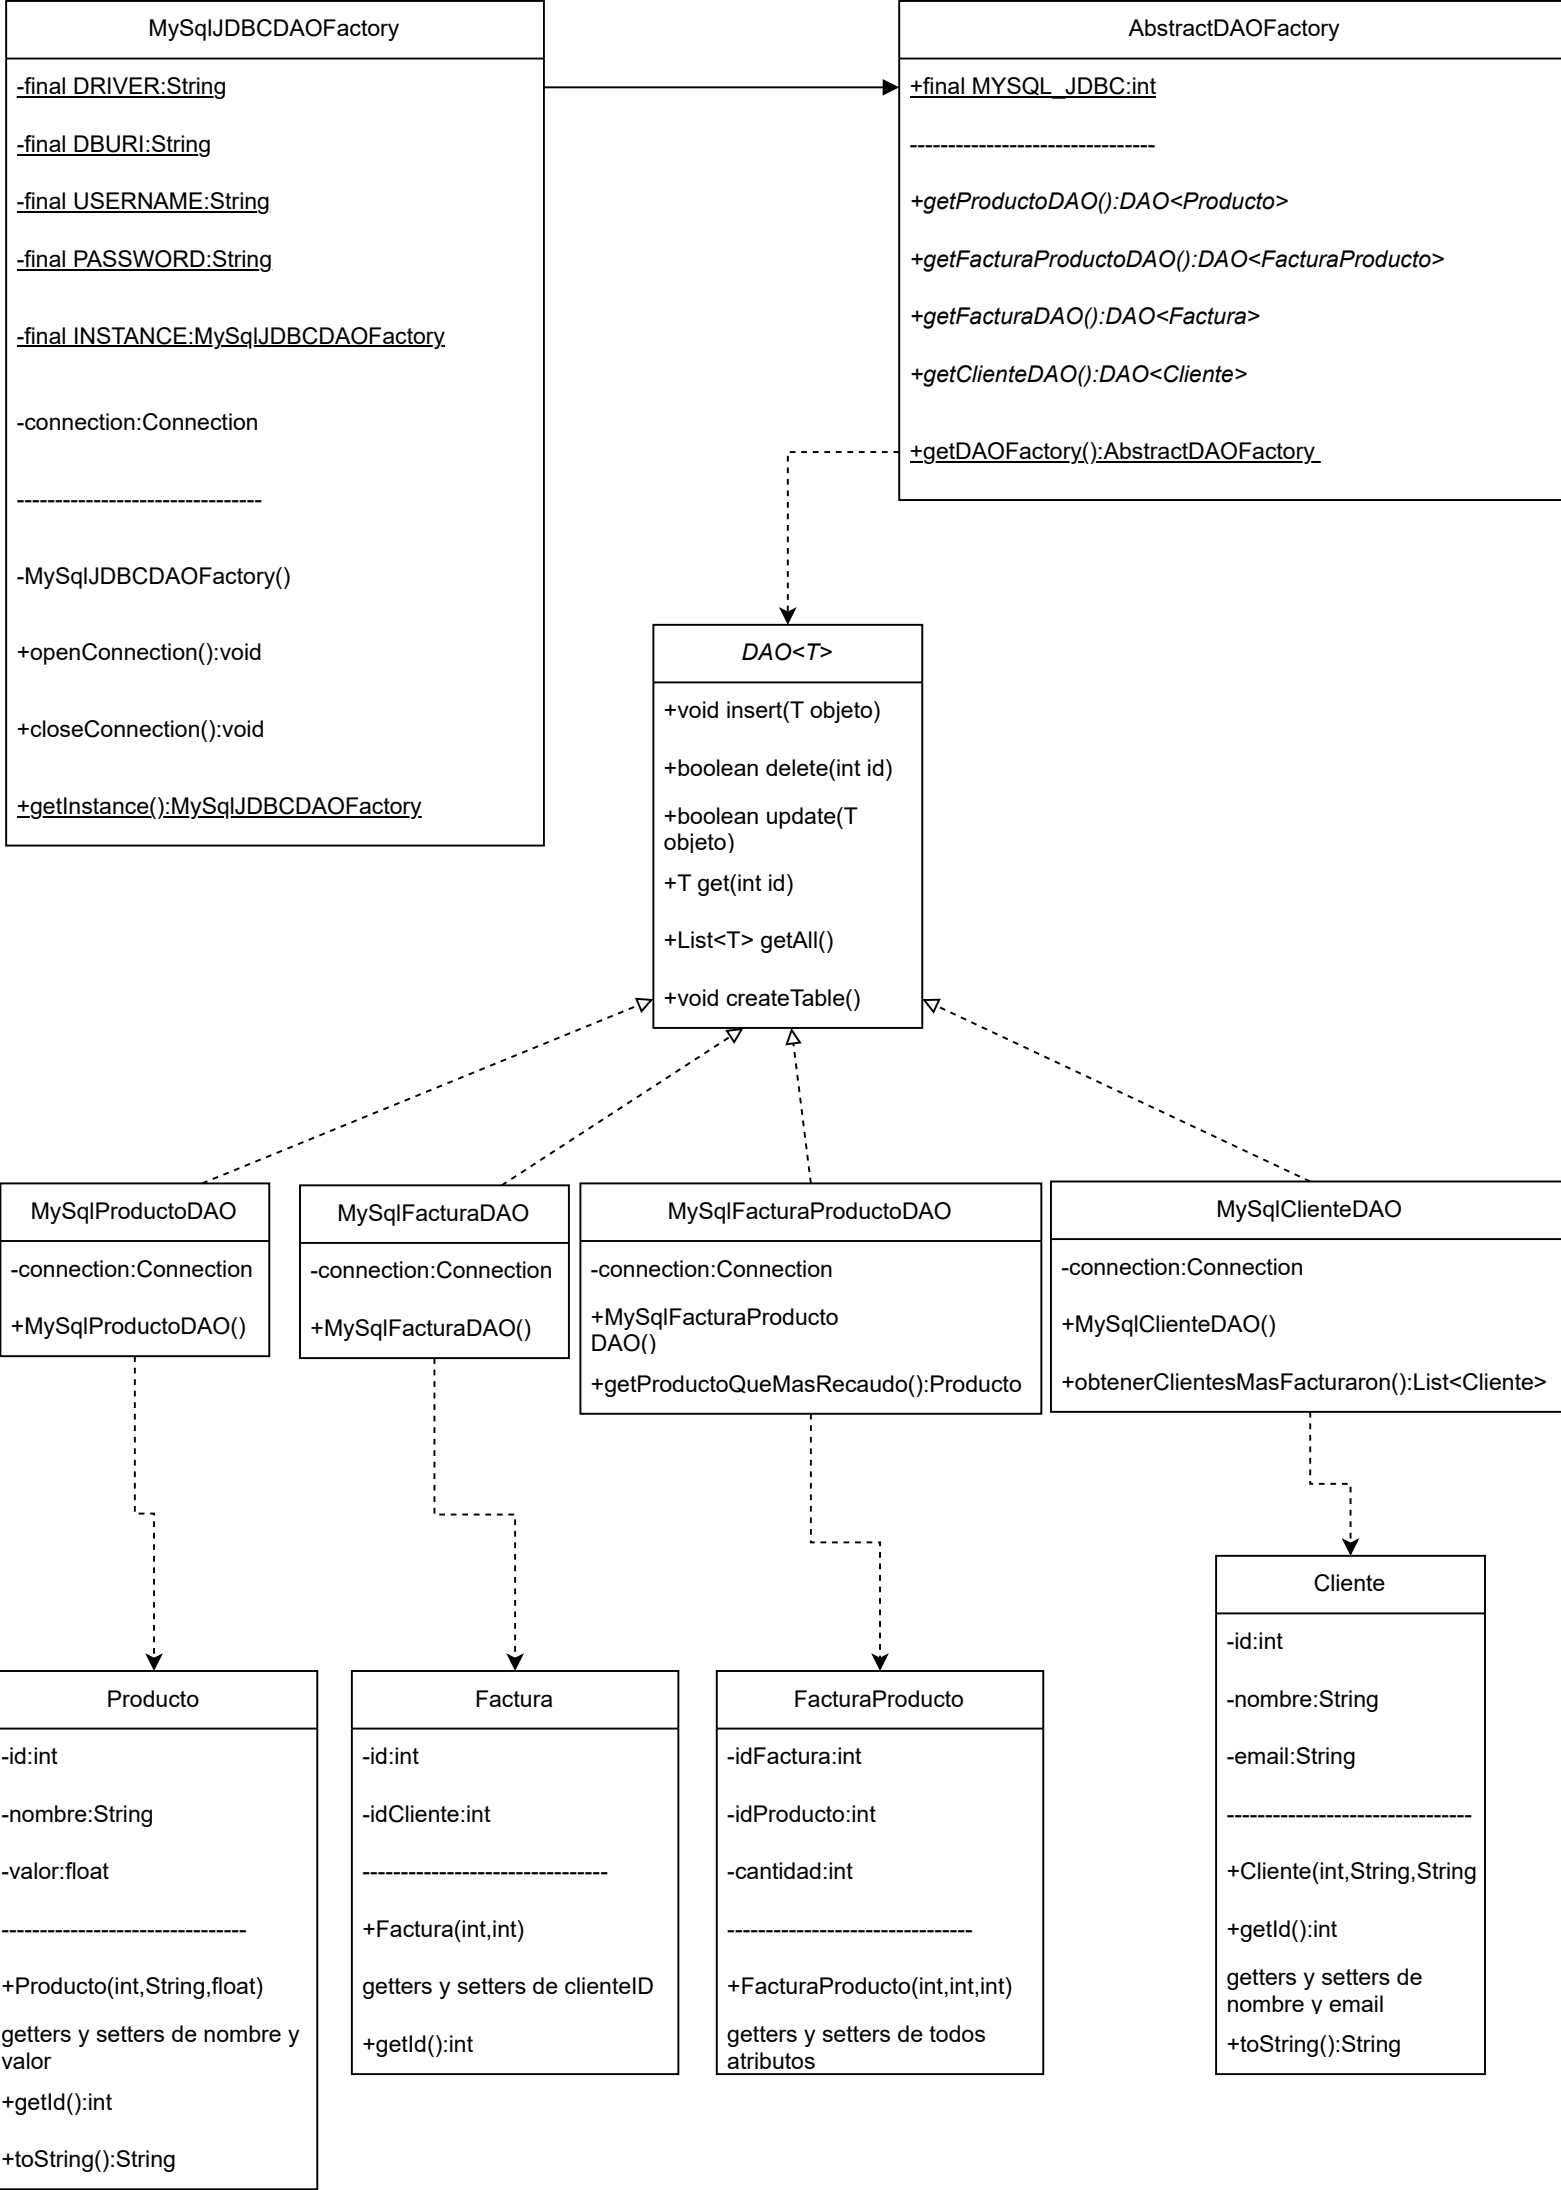 MySqlJDBCDAOFactory
-final DRIVER:String
-final DBURI:String
-final USERNAME:String
-final PASSWORD:String
-final INSTANCE:MySqlJDBCDAOFactory
-connection:Connection
--------------------------------
-MySqlJDBCDAOFactory()
+openConnection():void
+closeConnection():void
+getInstance():MySqlJDBCDAOFactory
AbstractDAOFactory
+final MYSQL_JDBC:int
--------------------------------
+getProductoDAO():DAO<Producto>
+getFacturaProductoDAO():DAO<FacturaProducto>
+getFacturaDAO():DAO<Factura>
+getClienteDAO():DAO<Cliente>
+getDAOFactory():AbstractDAOFactory
DAO<T>
+void insert(T objeto)
+boolean delete(int id)
+boolean update(T
objeto)
+T get(int id)
+List<T> getAll()
+void createTable()
MySqlProductoDAO
-connection:Connection
+MySqlProductoDAO()
MySqlFacturaDAO
-connection:Connection
+MySqlFacturaDAO()
MySqlFacturaProductoDAO
-connection:Connection
+MySqlFacturaProducto
DAO()
+getProductoQueMasRecaudo():Producto
MySqlClienteDAO
-connection:Connection
+MySqlClienteDAO()
+obtenerClientesMasFacturaron():List<Cliente>
Producto
-id:int
-nombre:String
-valor:float
--------------------------------
+Producto(int,String,float)
getters y setters de nombre y
valor
+getId():int
+toString():String
Factura
-id:int
-idCliente:int
--------------------------------
+Factura(int,int)
getters y setters de clienteID
+getId():int
FacturaProducto
-idFactura:int
-idProducto:int
-cantidad:int
--------------------------------
+FacturaProducto(int,int,int)
getters y setters de todos
atributos
Cliente
-id:int
-nombre:String
-email:String
--------------------------------
+Cliente(int,String,String
+getId():int
getters y setters de
nombre y email
+toString():String